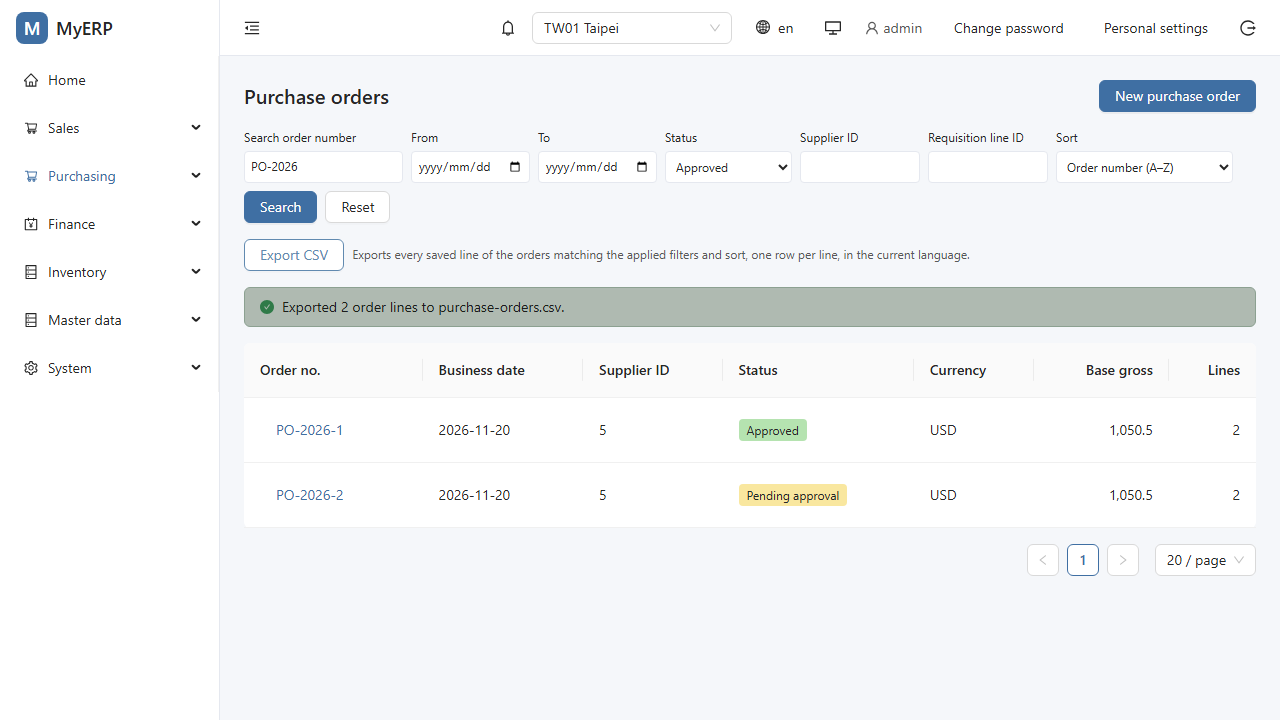 M MyERP
TW01 Taipei
en
admin
Change password
Personal settings
Home
Sales
Purchasing
Finance
Inventory
Master data
System
Purchase orders
New purchase order
Search order number From To Status Supplier ID Requisition line ID Sort
PO-2026 yyyy/mm/dd yyyy/mm/dd Approved Order number (A–Z)
Search Reset
Export CSV Exports every saved line of the orders matching the applied filters and sort, one row per line, in the current language.
Exported 2 order lines to purchase-orders.csv.
Order no. Business date Supplier ID Status Currency Base gross Lines
PO-2026-1 2026-11-20 5 Approved USD 1,050.5 2
PO-2026-2 2026-11-20 5 Pending approval USD 1,050.5 2
1 20 / page